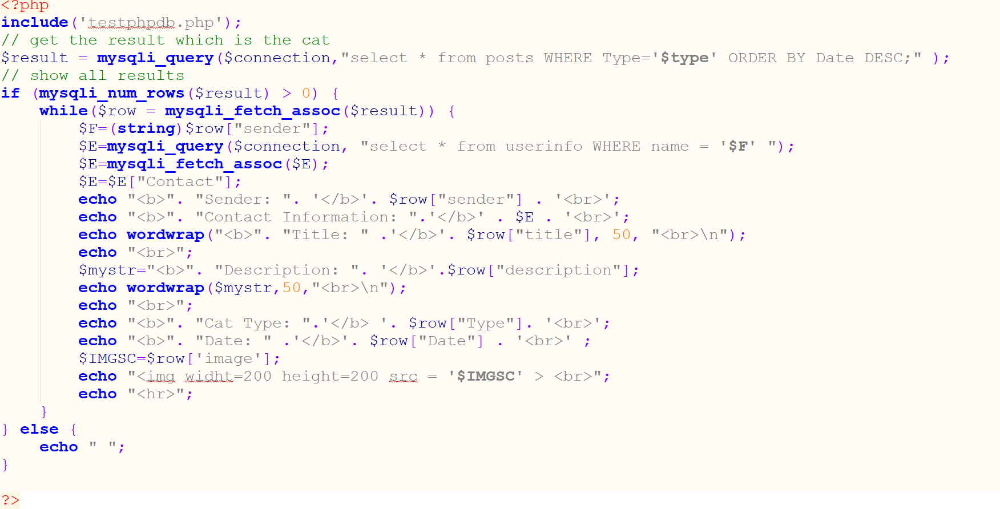 <?php
include('testphpdb.php');
// get the result which is the cat
$result = mysqli_query($connection,"select * from posts WHERE Type='$type' ORDER BY Date DESC;" );
// show all results
if (mysqli_num_rows($result) > 0) {
    while($row = mysqli_fetch_assoc($result)) {
        $F=(string)$row["sender"];
        $E=mysqli_query($connection, "select * from userinfo WHERE name = '$F' ");
        $E=mysqli_fetch_assoc($E);
        $E=$E["Contact"];
        echo "<b>". "Sender: ". '</b>'. $row["sender"] . '<br>';
        echo "<b>". "Contact Information: ".'</b>' . $E . '<br>';
        echo wordwrap("<b>". "Title: " .'</b>'. $row["title"], 50, "<br>\n");
        echo "<br>";
        $mystr="<b>". "Description: ". '</b>'.$row["description"];
        echo wordwrap($mystr,50,"<br>\n");
        echo "<br>";
        echo "<b>". "Cat Type: ".'</b> '. $row["Type"]. '<br>';
        echo "<b>". "Date: " .'</b>'. $row["Date"] . '<br>' ;
        $IMGSC=$row['image'];
        echo "<img widht=200 height=200 src = '$IMGSC' > <br>";
        echo "<hr>";
    }
} else {
    echo " ";
}
?>